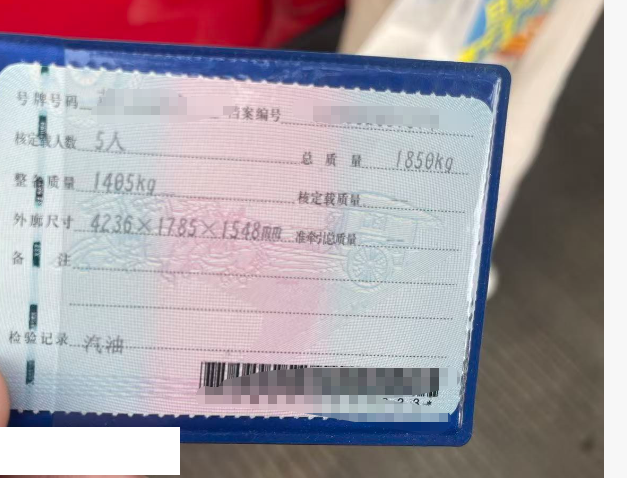 号牌号码 档案编号
核定载人数 5人 总质量 1850kg
整备质量 1405kg 核定载质量
外廓尺寸 4236×1785×1548mm 准牵引总质量 --
备注
检验记录 汽油